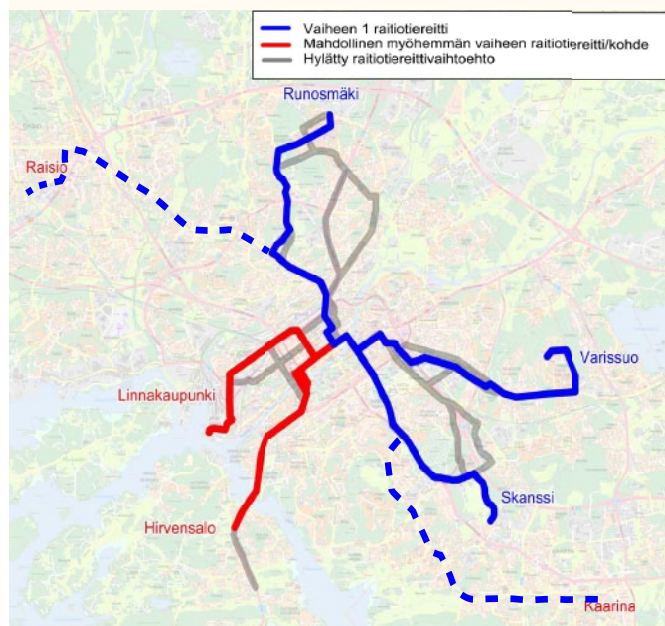 Vaiheen 1 raitiotiereitti
Mahdollinen myöhemmän vaiheen raitiotiereitti/kohde
Hylätty raitiotiereittivaihtoehto
Runosmäki
Raisio
Varissuo
Linnakaupunki
Skanssi
Hirvensalo
Kaarina